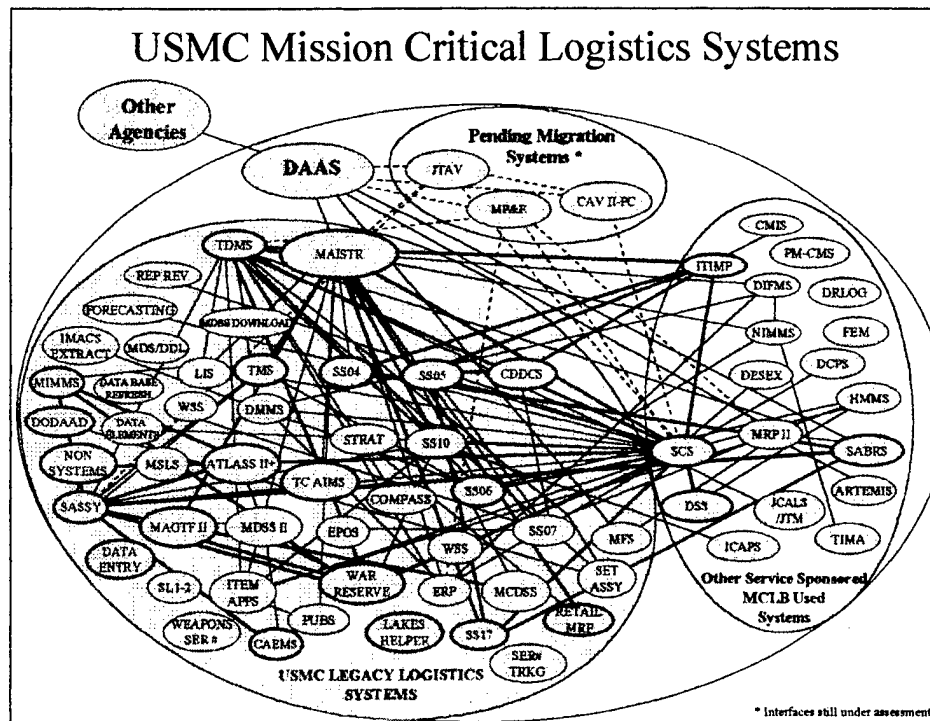 USMC Mission Critical Logistics Systems
Other
Agencies
Pending Migration
Systems *
DAAS
JTAV
MP&E
CAV II-PC
CMIS
TDMS
MAISTR
ITIMP
PM-CMS
REP REV
DIFMS
DRLOG
FORECASTING
MDSS DOWNLOAD
NIMMS
FEM
IMACS
EXTRACT
MDS/DDL
LIS
TMS
SS04
SS05
CDDCS
DESEX
DCPS
MIMMS
DATA BASE
REFRESH
WSS
DMMS
HMMS
DODAAD
DATA
ELEMENTS
STRAT
SS10
SCS
MRP II
SABRS
NON
SYSTEMS
MSLS
ATLASS II+
TC AIMS
COMPASS
SS06
DSS
JCALS
/JTM
ARTEMIS
SASSY
MAGTF II
MDSS II
EPOS
WSS
SS07
MFS
ICAPS
TIMA
DATA
ENTRY
SL1-2
ITEM
APPS
WAR
RESERVE
ERP
MCDSS
SET
ASSY
Other Service Sponsored
MCLB Used
Systems
WEAPONS
SER #
CAEMS
PUBS
LAKES
HELPER
SS17
RETAIL
MRP
SER#
TRKG
USMC LEGACY LOGISTICS
SYSTEMS
* Interfaces still under assessment